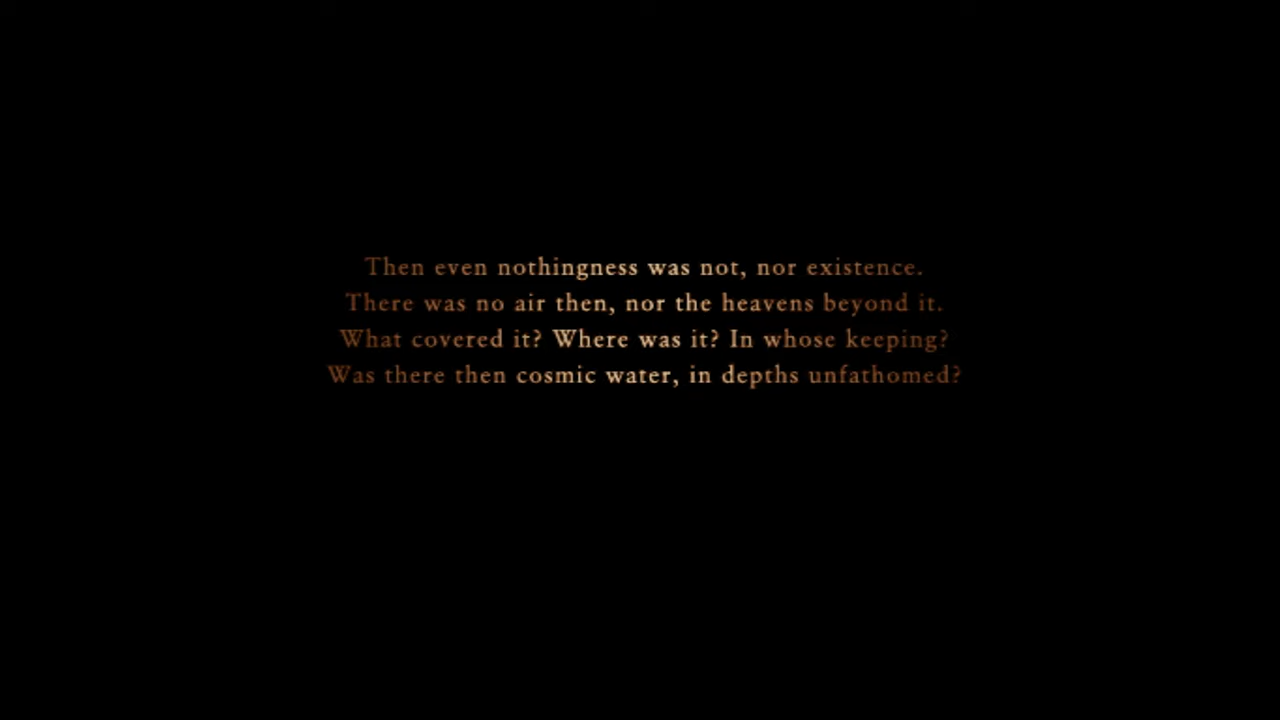 Then even nothingness was not, nor existence.
There was no air then, nor the heavens beyond it.
What covered it? Where was it? In whose keeping?
Was there then cosmic water, in depths unfathomed?